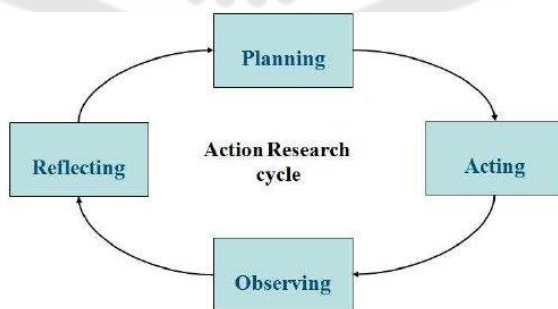 Planning
Reflecting
Action Research
cycle
Acting
Observing